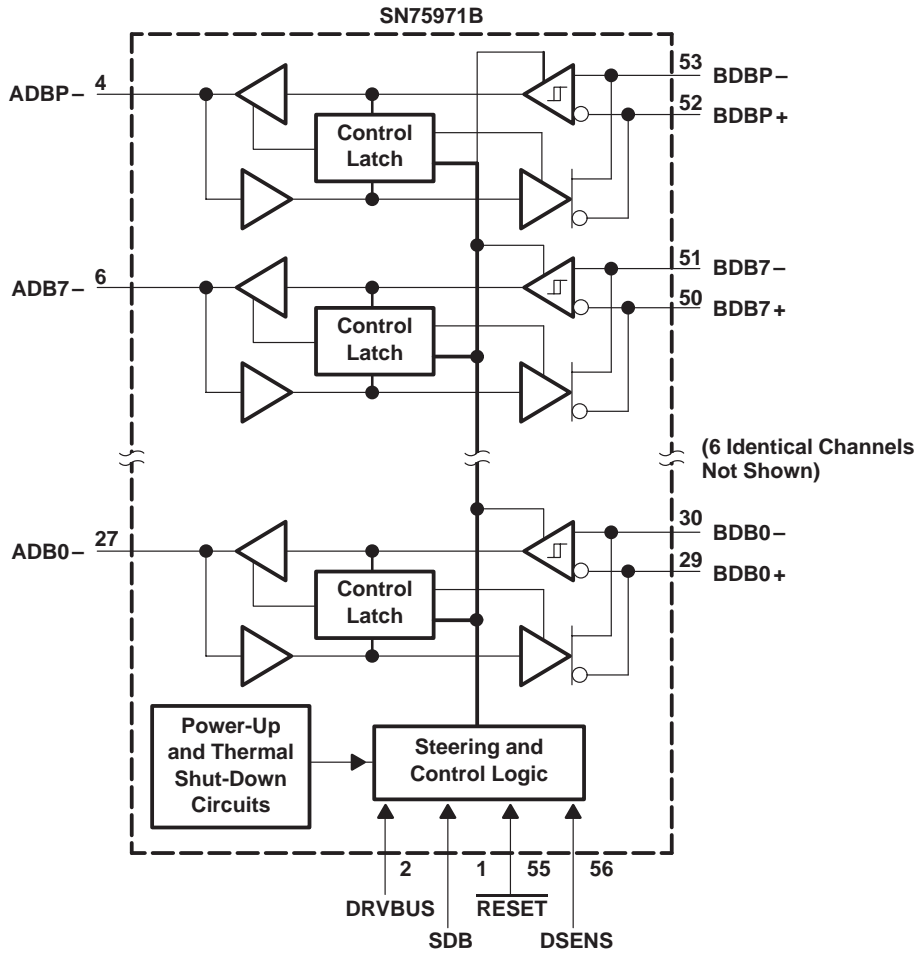 SN75971B
ADBP– 4
53 BDBP–
52 BDBP+
Control
Latch
ADB7– 6
51 BDB7–
50 BDB7+
Control
Latch
(6 Identical Channels
Not Shown)
ADB0– 27
30 BDB0–
29 BDB0+
Control
Latch
Power-Up
and Thermal
Shut-Down
Circuits
Steering and
Control Logic
2 1 55 56
DRVBUS RESET
SDB DSENS